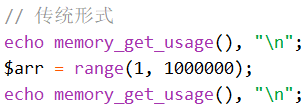 // 传统形式
echo memory_get_usage(), "\n";
$arr = range(1, 1000000);
echo memory_get_usage(), "\n";